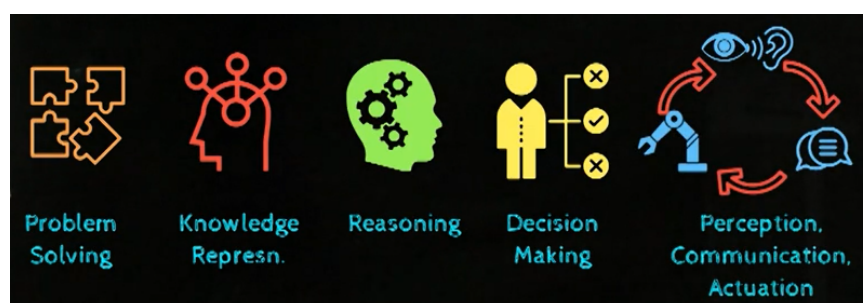 Problem
Solving
Knowledge
Represn.
Reasoning
Decision
Making
Perception,
Communication,
Actuation